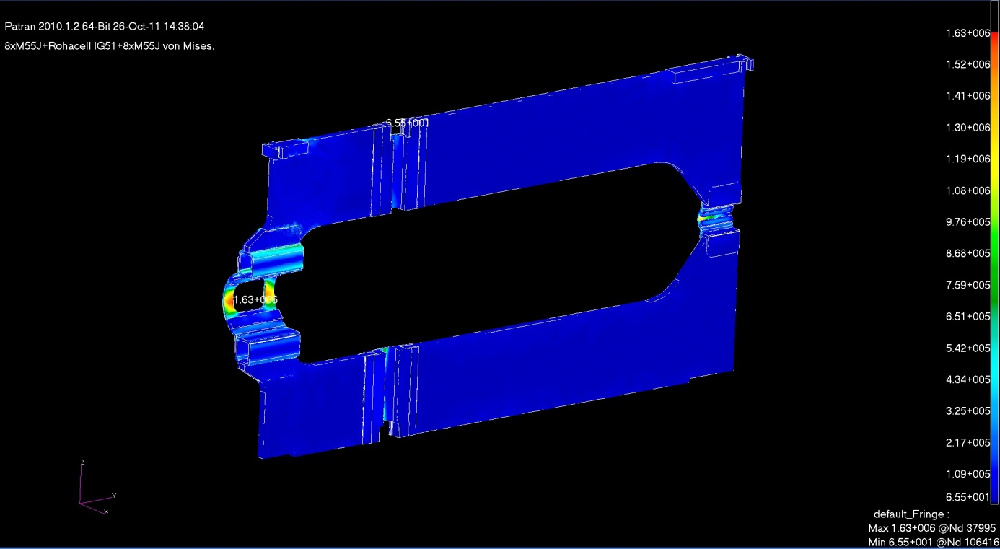 Patran 2010.1.2 64-Bit 26-Oct-11 14:38:04
8xM55J+Rohacell IG51+8xM55J von Mises,
1.63+006
1.52+006
1.41+006
1.30+006
1.19+006
1.08+006
9.76+005
8.68+005
7.59+005
6.51+005
5.42+005
4.34+005
3.25+005
2.17+005
1.09+005
6.55+001
6.55+001
1.63+006
Z
Y
X
default_Fringe :
Max 1.63+006 @Nd 37995
Min 6.55+001 @Nd 106416